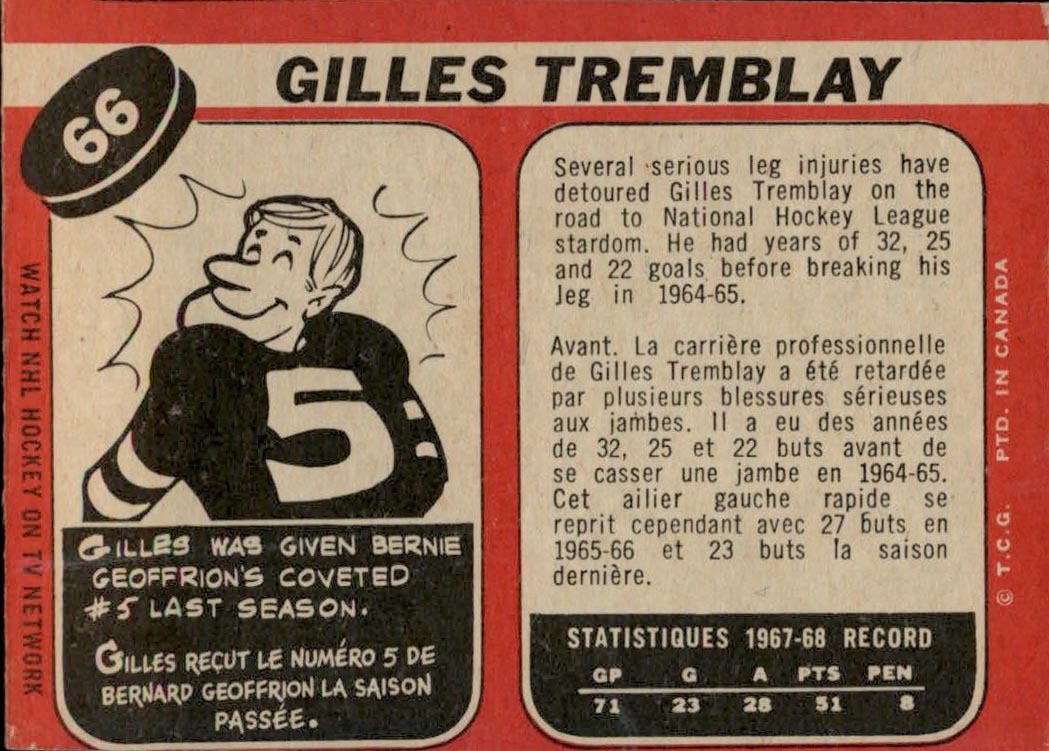 66
GILLES TREMBLAY
WATCH NHL HOCKEY ON TV NETWORK
5
GILLES WAS GIVEN BERNIE
GEOFFRION'S COVETED
#5 LAST SEASON.
GILLES REÇUT LE NUMÉRO 5 DE
BERNARD GEOFFRION LA SAISON
PASSÉE.
Several serious leg injuries have
detoured Gilles Tremblay on the
road to National Hockey League
stardom. He had years of 32, 25
and 22 goals before breaking his
leg in 1964-65.
Avant. La carrière professionnelle
de Gilles Tremblay a été retardée
par plusieurs blessures sérieuses
aux jambes. Il a eu des années
de 32, 25 et 22 buts avant de
se casser une jambe en 1964-65.
Cet ailier gauche rapide se
reprit cependant avec 27 buts en
1965-66 et 23 buts la saison
dernière.
STATISTIQUES 1967-68 RECORD
GP G A PTS PEN
71 23 28 51 8
© T.C.G. PTD. IN CANADA